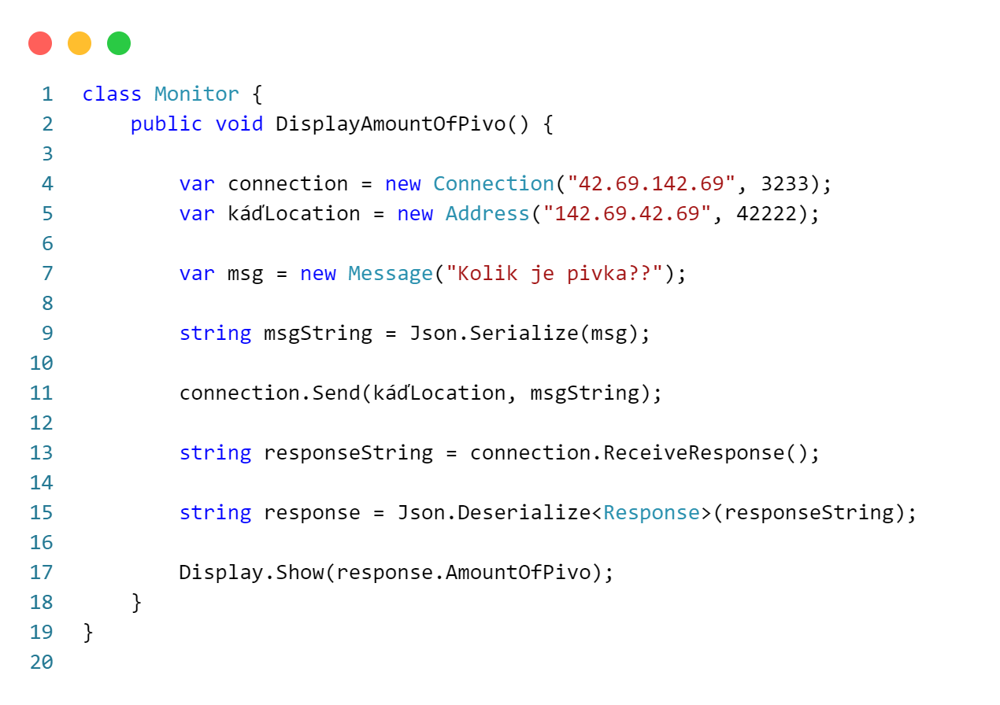 1 class Monitor {
2 public void DisplayAmountOfPivo() {
3
4 var connection = new Connection("42.69.142.69", 3233);
5 var káďLocation = new Address("142.69.42.69", 42222);
6
7 var msg = new Message("Kolik je pivka??");
8
9 string msgString = Json.Serialize(msg);
10
11 connection.Send(káďLocation, msgString);
12
13 string responseString = connection.ReceiveResponse();
14
15 string response = Json.Deserialize<Response>(responseString);
16
17 Display.Show(response.AmountOfPivo);
18 }
19 }
20